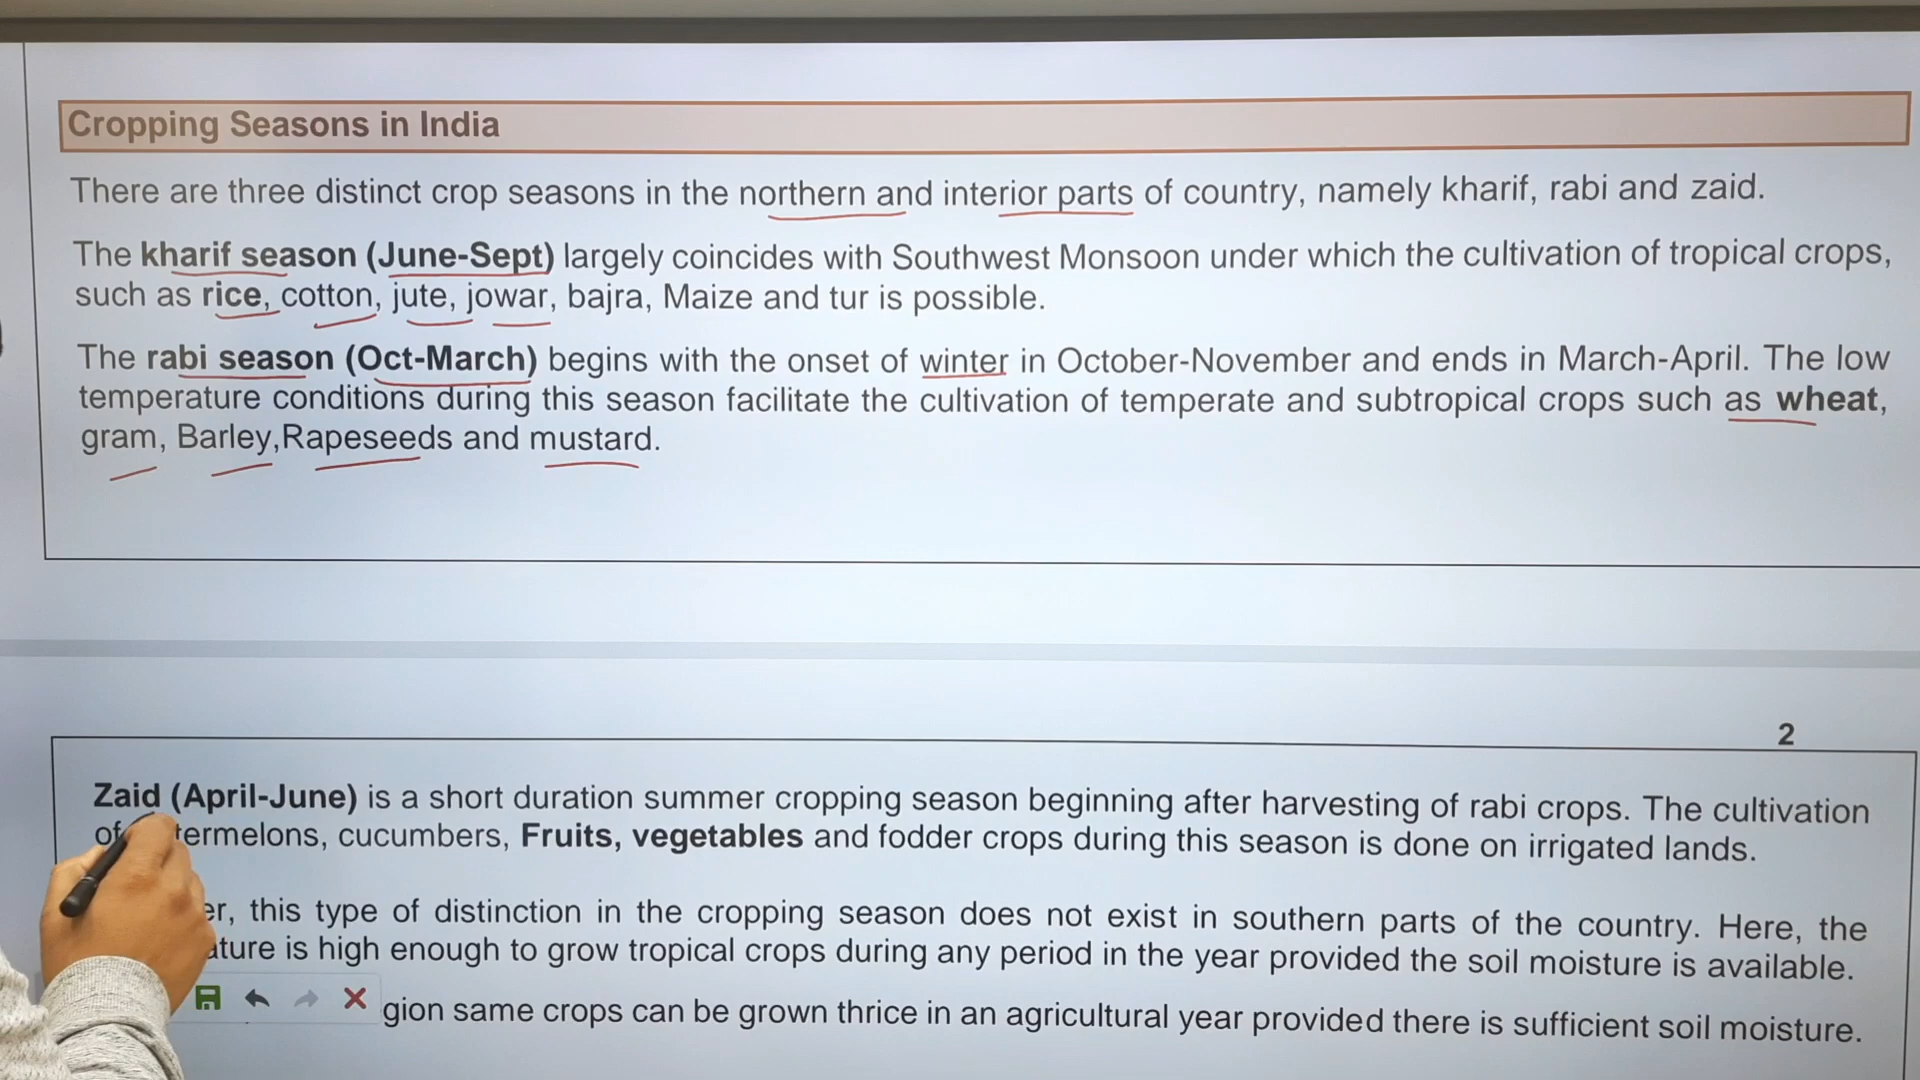 Cropping Seasons in India
There are three distinct crop seasons in the northern and interior parts of country, namely kharif, rabi and zaid.
The kharif season (June-Sept) largely coincides with Southwest Monsoon under which the cultivation of tropical crops,
such as rice, cotton, jute, jowar, bajra, Maize and tur is possible.
The rabi season (Oct-March) begins with the onset of winter in October-November and ends in March-April. The low
temperature conditions during this season facilitate the cultivation of temperate and subtropical crops such as wheat,
gram, Barley,Rapeseeds and mustard.
2
Zaid (April-June) is a short duration summer cropping season beginning after harvesting of rabi crops. The cultivation
of termelons, cucumbers, Fruits, vegetables and fodder crops during this season is done on irrigated lands.
er, this type of distinction in the cropping season does not exist in southern parts of the country. Here, the
ature is high enough to grow tropical crops during any period in the year provided the soil moisture is available.
gion same crops can be grown thrice in an agricultural year provided there is sufficient soil moisture.